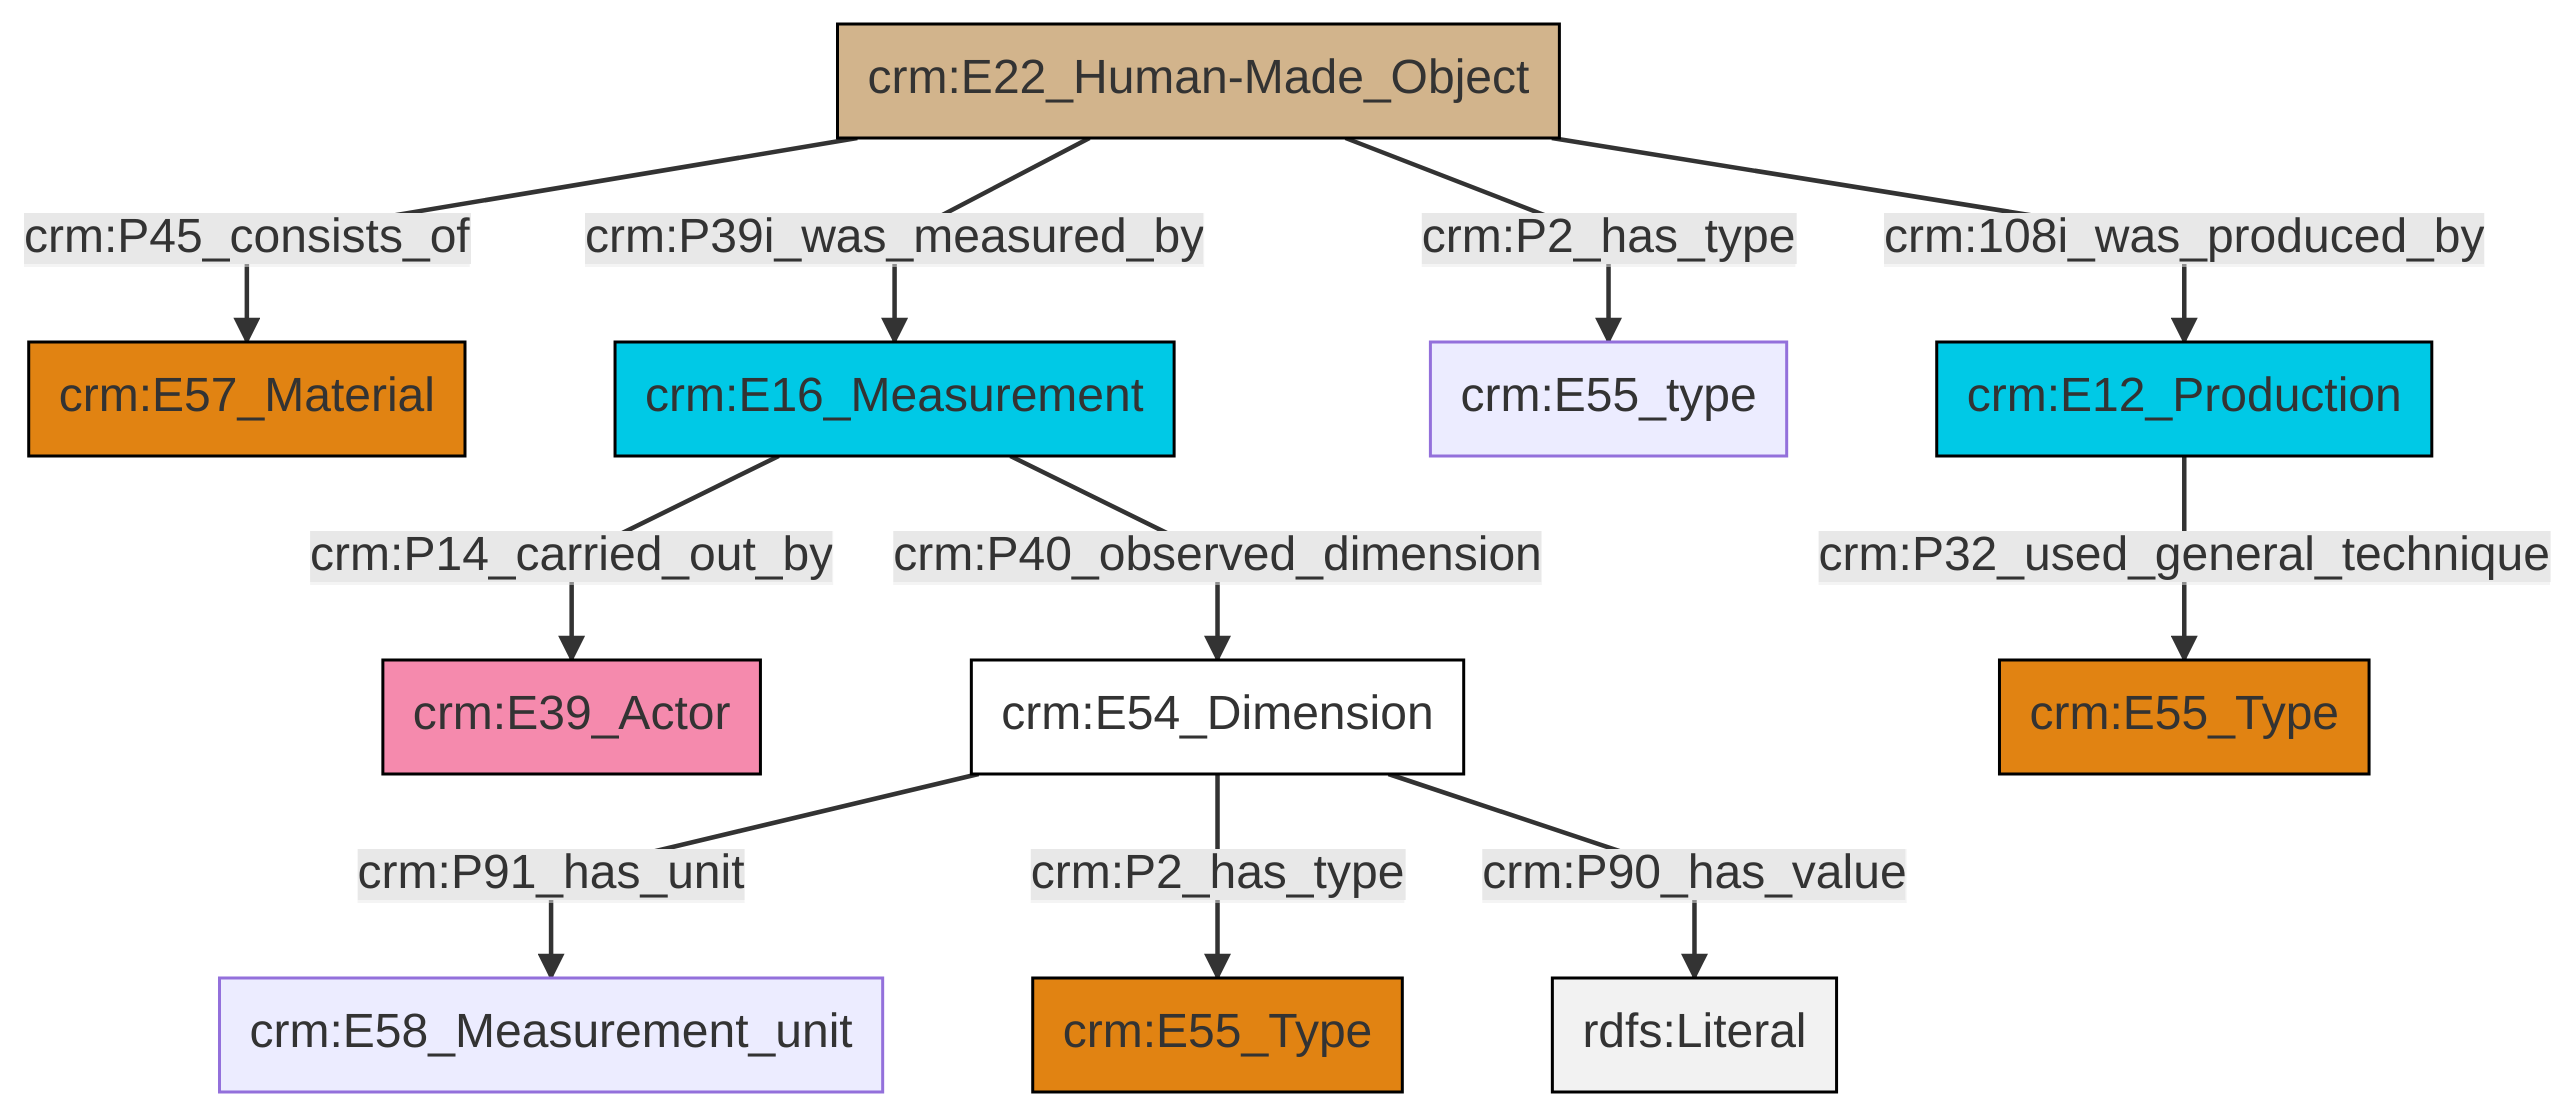 crm:E22_Human-Made_Object
crm:P45_consists_of
crm:P39i_was_measured_by
crm:P2_has_type
crm:108i_was_produced_by
crm:E57_Material
crm:E16_Measurement
crm:E55_type
crm:E12_Production
crm:P14_carried_out_by
crm:P40_observed_dimension
crm:P32_used_general_technique
crm:E39_Actor
crm:E54_Dimension
crm:E55_Type
crm:P91_has_unit
crm:P2_has_type
crm:P90_has_value
crm:E58_Measurement_unit
crm:E55_Type
rdfs:Literal